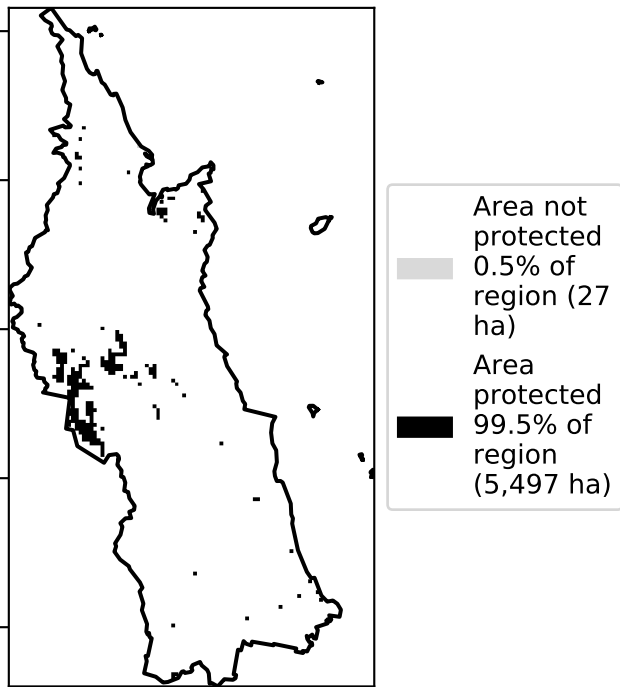 Area not
protected
0.5% of
region (27
ha)
Area
protected
99.5% of
region
(5,497 ha)